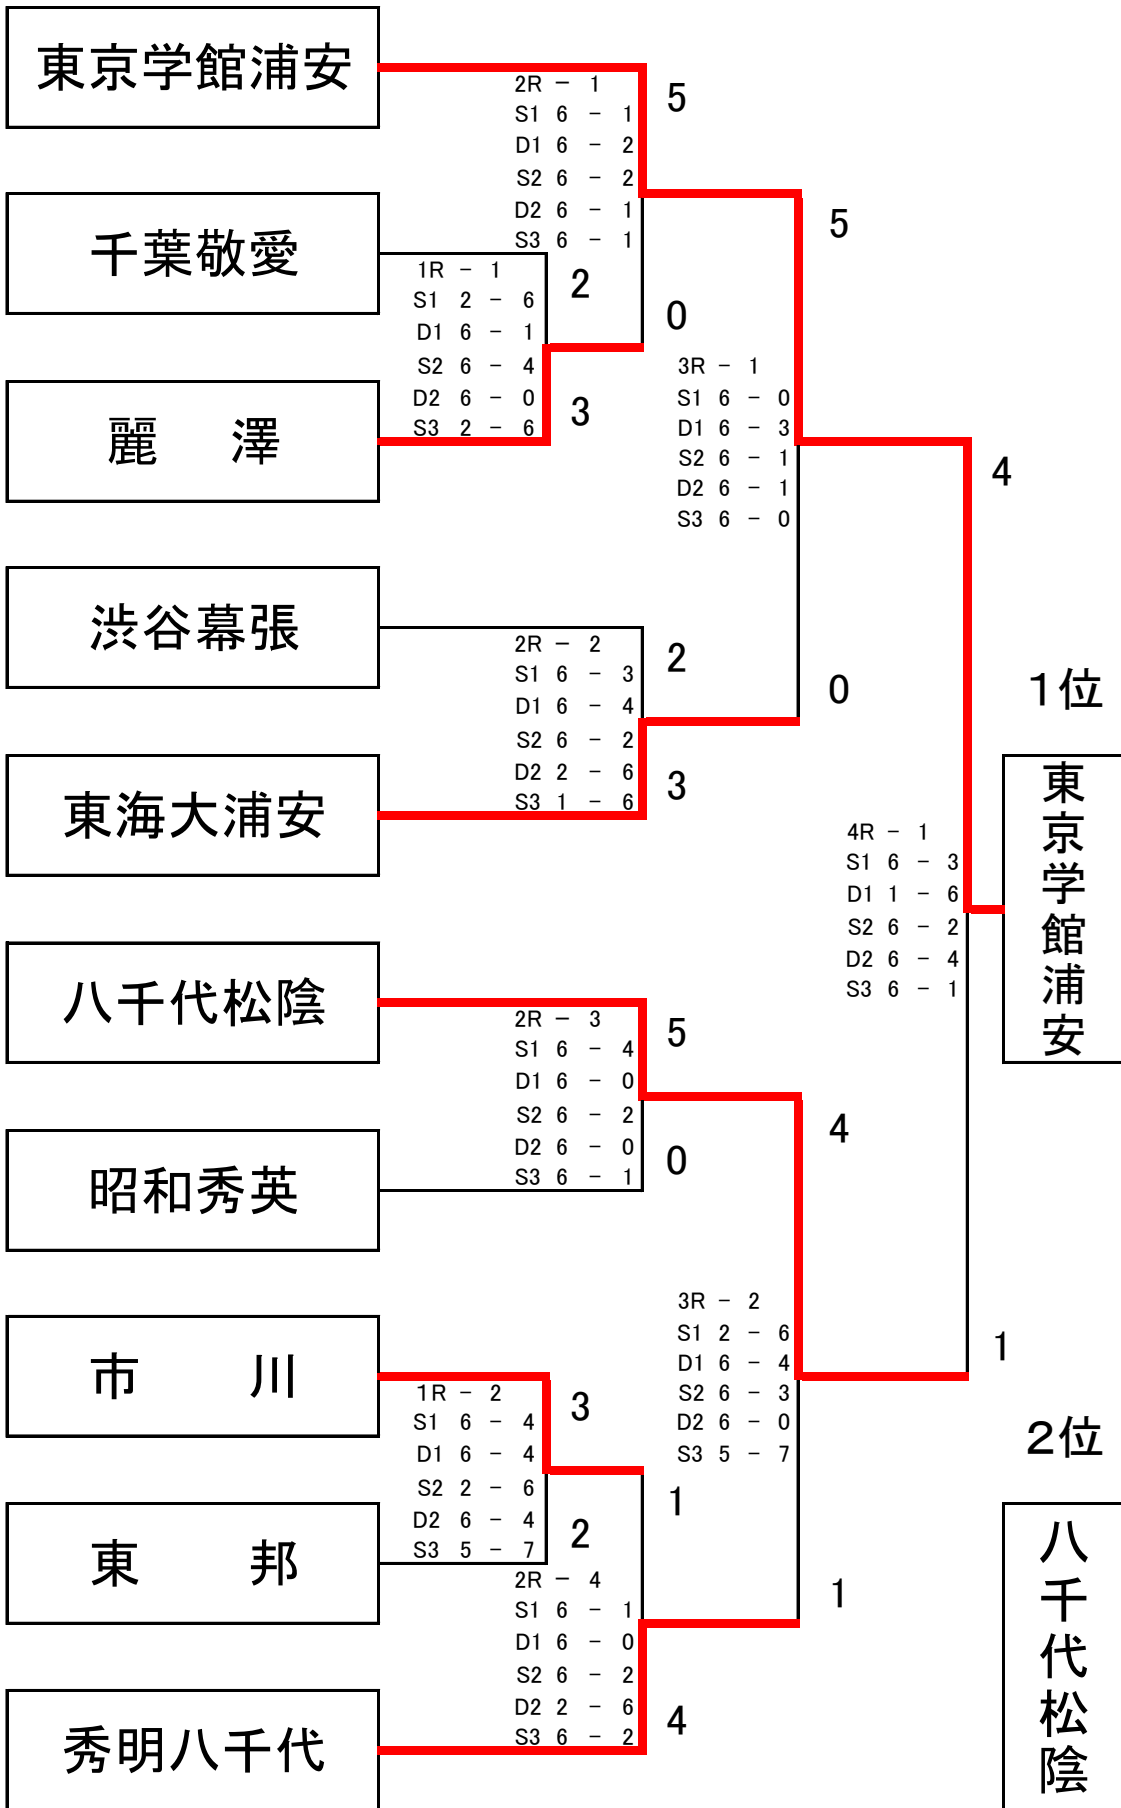 東京学館浦安
2R － 1
S1 6 － 1
D1 6 － 2
S2 6 － 2
D2 6 － 1
S3 6 － 1
5
千葉敬愛
1R － 1
S1 2 － 6
D1 6 － 1
S2 6 － 4
D2 6 － 0
S3 2 － 6
2
3
麗　澤
0
5
3R － 1
S1 6 － 0
D1 6 － 3
S2 6 － 1
D2 6 － 1
S3 6 － 0
4
渋谷幕張
2R － 2
S1 6 － 3
D1 6 － 4
S2 6 － 2
D2 2 － 6
S3 1 － 6
2
3
0
東海大浦安
1位
東京学館浦安
4R － 1
S1 6 － 3
D1 1 － 6
S2 6 － 2
D2 6 － 4
S3 6 － 1
八千代松陰
2R － 3
S1 6 － 4
D1 6 － 0
S2 6 － 2
D2 6 － 0
S3 6 － 1
5
0
4
昭和秀英
3R － 2
S1 2 － 6
D1 6 － 4
S2 6 － 3
D2 6 － 0
S3 5 － 7
1
市　川
1R － 2
S1 6 － 4
D1 6 － 4
S2 2 － 6
D2 6 － 4
S3 5 － 7
3
2
東　邦
2位
八千代松陰
1
1
2R － 4
S1 6 － 1
D1 6 － 0
S2 6 － 2
D2 2 － 6
S3 6 － 2
4
秀明八千代